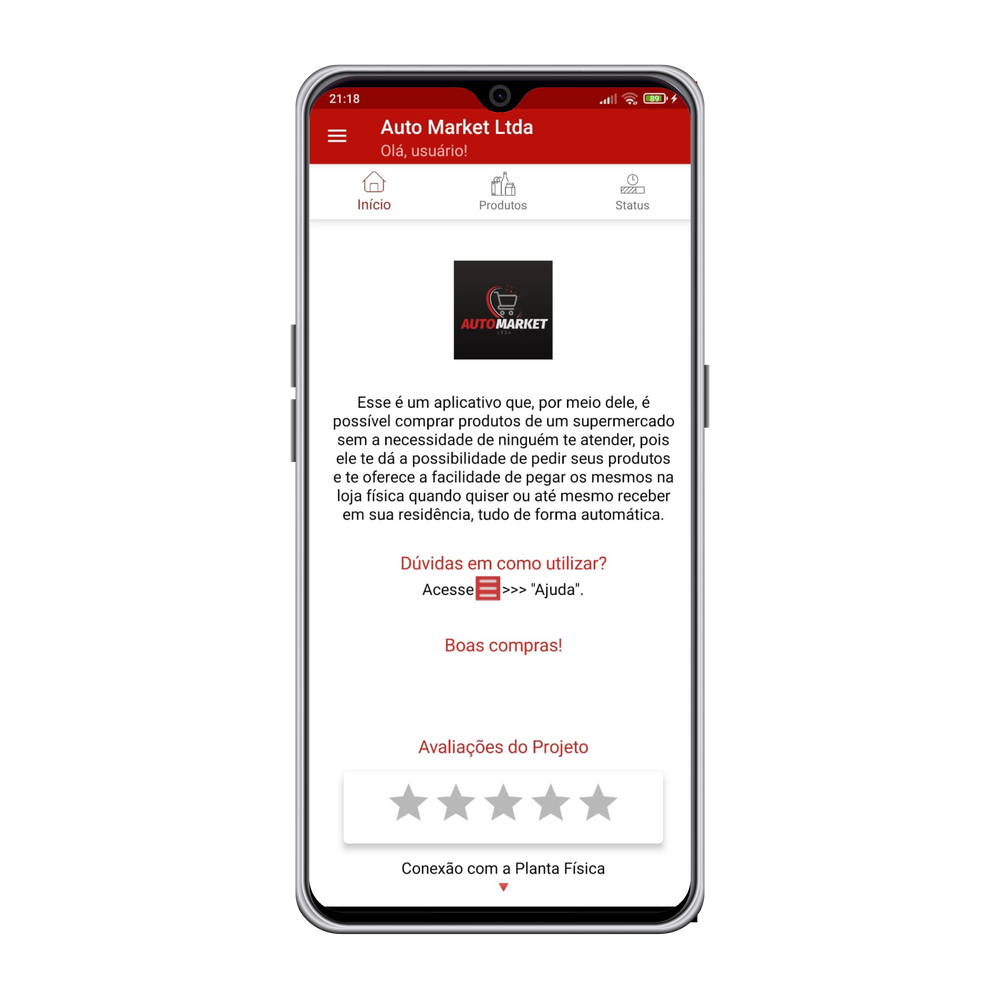 21:18
89
Auto Market Ltda
Olá, usuário!
Início
Produtos
Status
AUTOMARKET
LTDA
Esse é um aplicativo que, por meio dele, é
possível comprar produtos de um supermercado
sem a necessidade de ninguém te atender, pois
ele te dá a possibilidade de pedir seus produtos
e te oferece a facilidade de pegar os mesmos na
loja física quando quiser ou até mesmo receber
em sua residência, tudo de forma automática.
Dúvidas em como utilizar?
Acesse >>> "Ajuda".
Boas compras!
Avaliações do Projeto
Conexão com a Planta Física